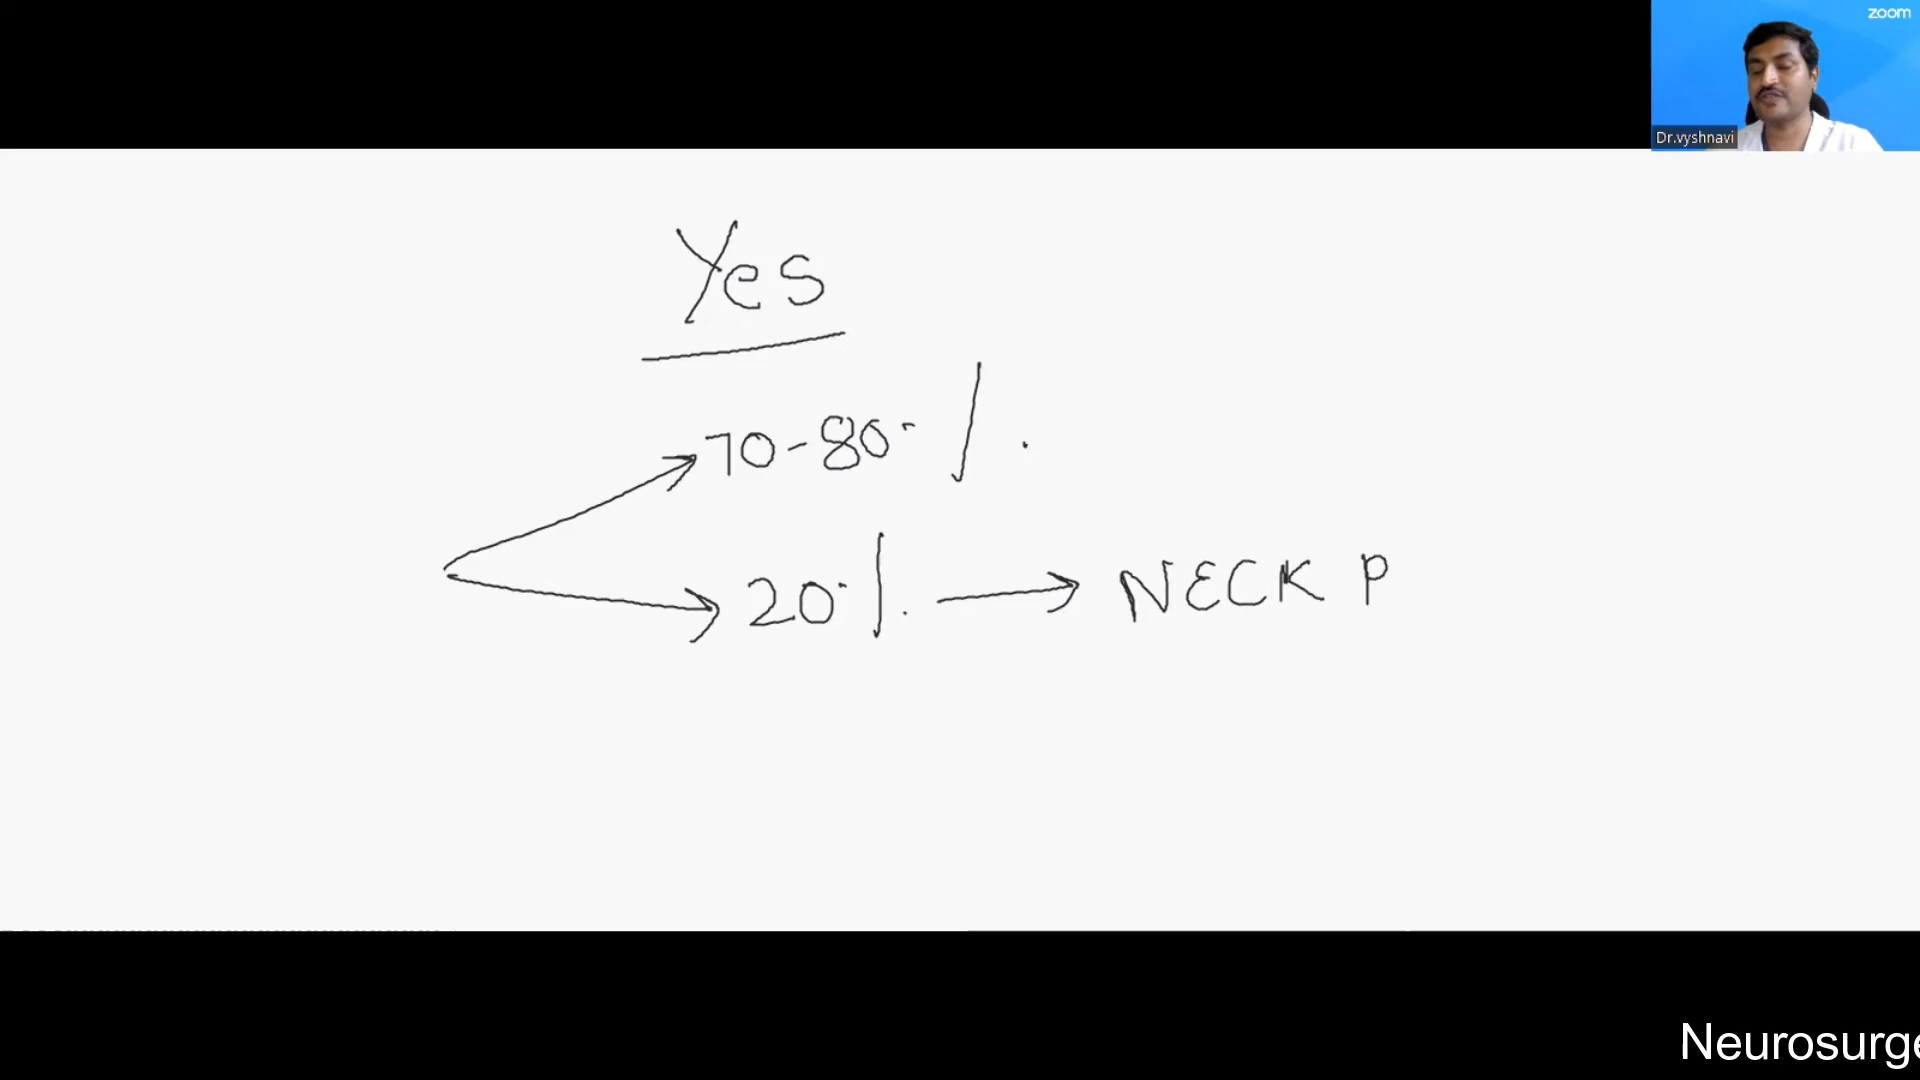 zoom
Dr.vyshnavi
Yes
70-80%.
20% → NECK P
Neurosurge